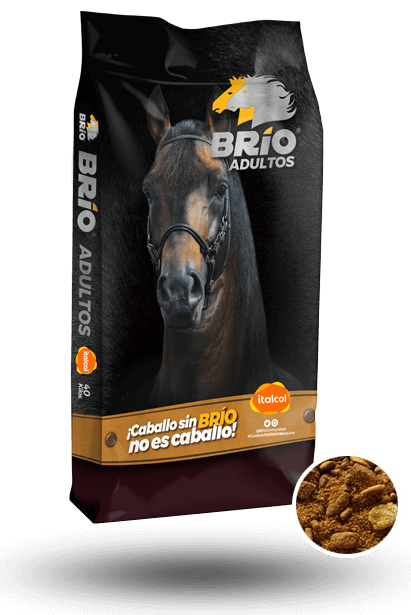 BRÍO®
ADULTOS
BRÍO
BRÍO®
ADULTOS
italcol
40
Kilos.
¡Caballo sin BRÍO
no es caballo!
italcol